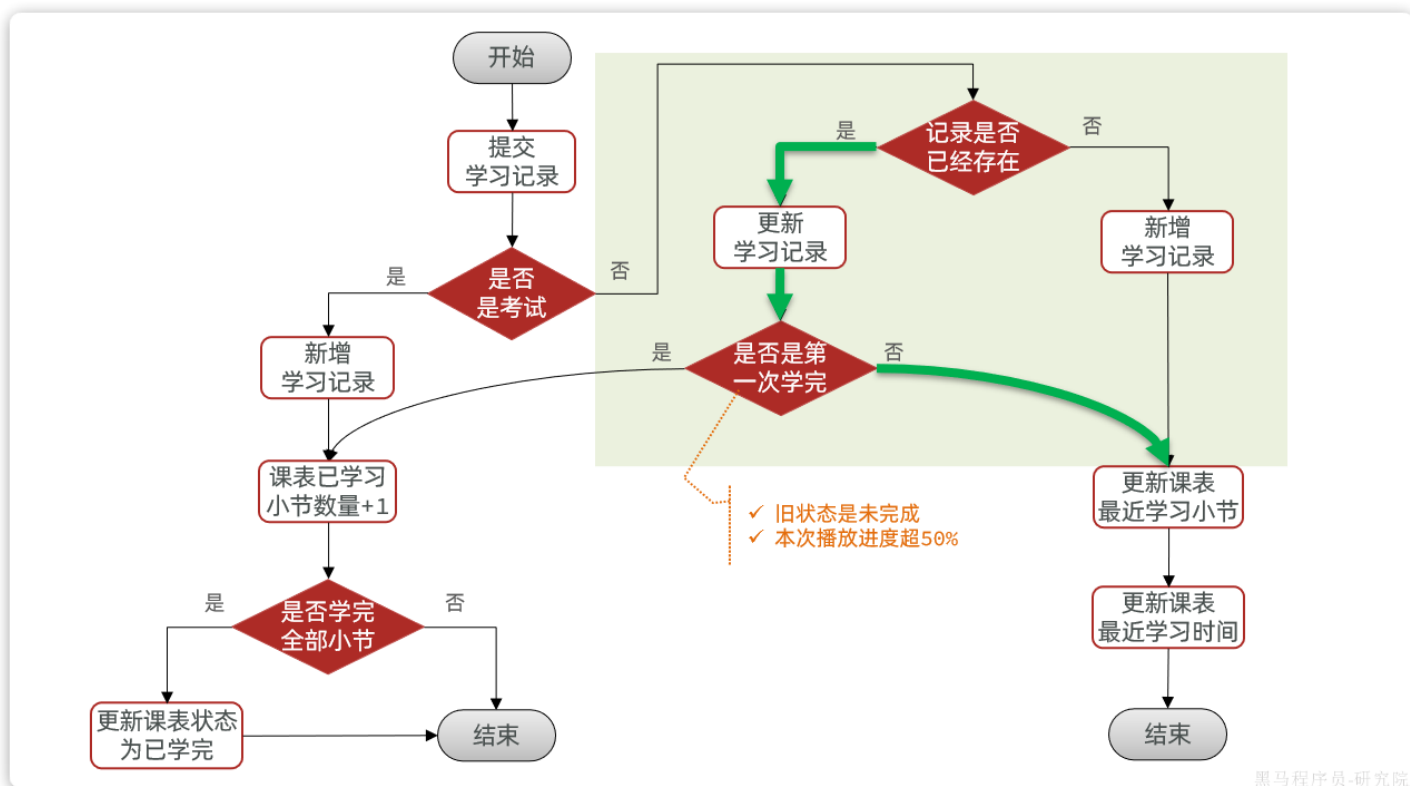 开始
提交
学习记录
是否
是考试
是
否
新增
学习记录
课表已学习
小节数量+1
是否学完
全部小节
是
否
更新课表状态
为已学完
结束
记录是否
已经存在
是
否
更新
学习记录
新增
学习记录
是否是第
一次学完
是
否
✓ 旧状态是未完成
✓ 本次播放进度超50%
更新课表
最近学习小节
更新课表
最近学习时间
结束
黑马程序员-研究院